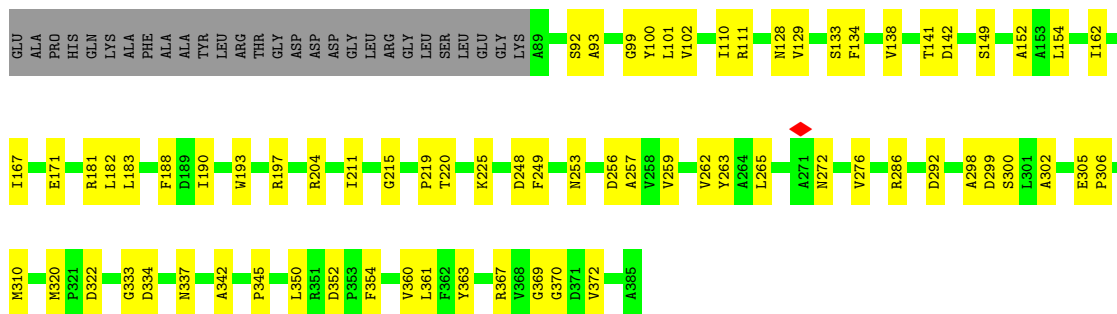 GLU ALA PRO HIS GLN LYS ALA PHE ALA ALA TYR LEU ARG THR GLY ASP ASP ASP GLY LEU ARG GLY LEU SER LEU GLU GLY LYS A89 S92 A93 G99 Y100 L101 V102 I110 R111 N128 V129 S133 F134 V138 T141 D142 S149 A152 A153 L154 I162
I167 E171 R181 L182 L183 F188 D189 I190 W193 R197 R204 I211 G215 P219 T220 K225 D248 F249 N253 D256 A257 V258 V259 V262 Y263 A264 L265 A271 N272 V276 R286 D292 A298 D299 S300 L301 A302 E305 P306
M310 M320 P321 D322 G333 D334 N337 A342 P345 L350 R351 D352 P353 F354 V360 L361 F362 Y363 R367 V368 G369 G370 D371 V372 A385